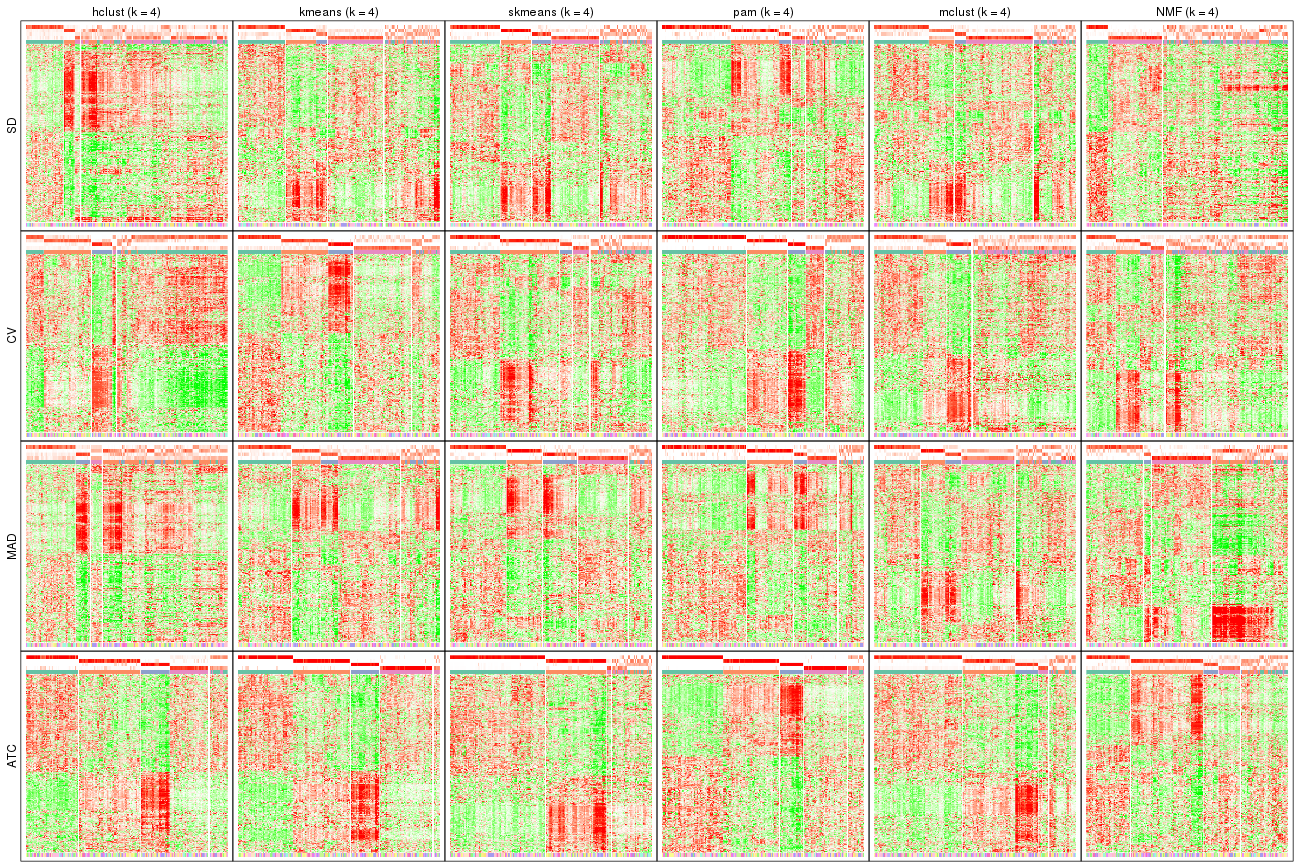 hclust (k = 4) kmeans (k = 4) skmeans (k = 4) pam (k = 4) mclust (k = 4) NMF (k = 4)
SD
CV
MAD
ATC